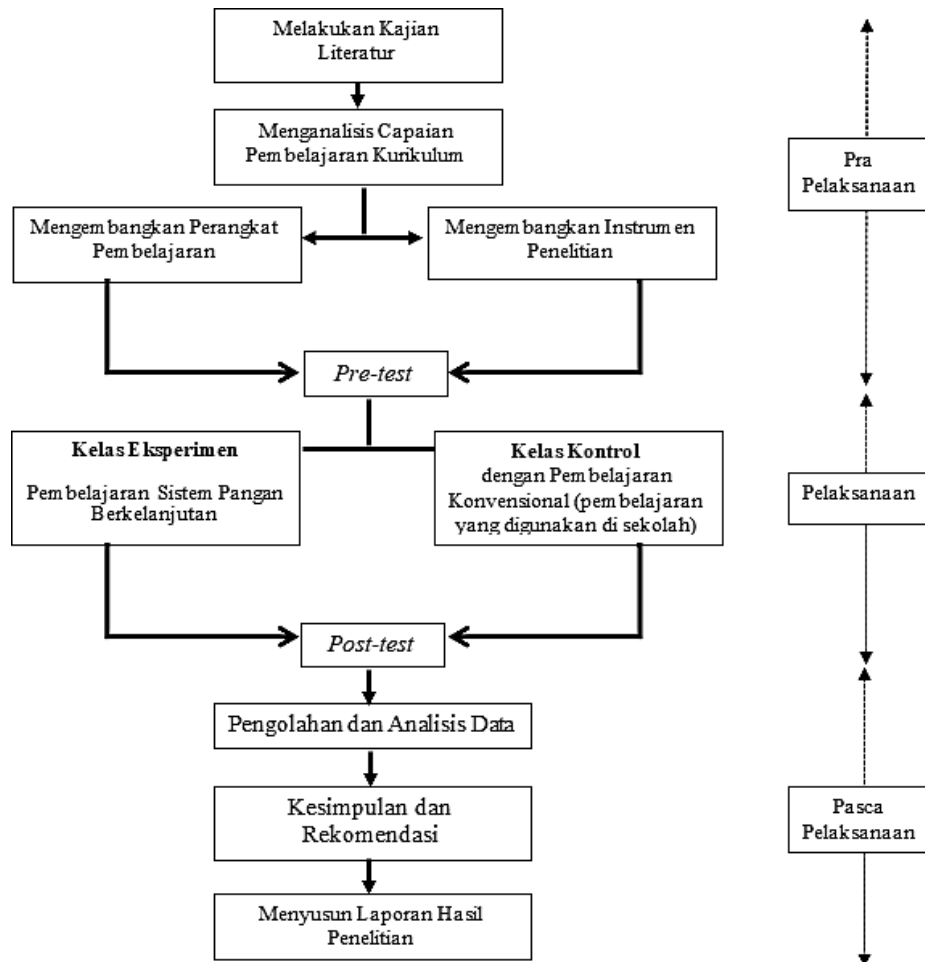 Melakukan Kajian
Literatur
Menganalisis Capaian
Pembelajaran Kurikulum
Pra
Pelaksanaan
Mengembangkan Perangkat
Pembelajaran
Mengembangkan Instrumen
Penelitian
Pre-test
Kelas Eksperimen
Pembelajaran Sistem Pangan
Berkelanjutan
Kelas Kontrol
dengan Pembelajaran
Konvensional (pembelajaran
yang digunakan di sekolah)
Pelaksanaan
Post-test
Pengolahan dan Analisis Data
Kesimpulan dan
Rekomendasi
Pasca
Pelaksanaan
Menyusun Laporan Hasil
Penelitian